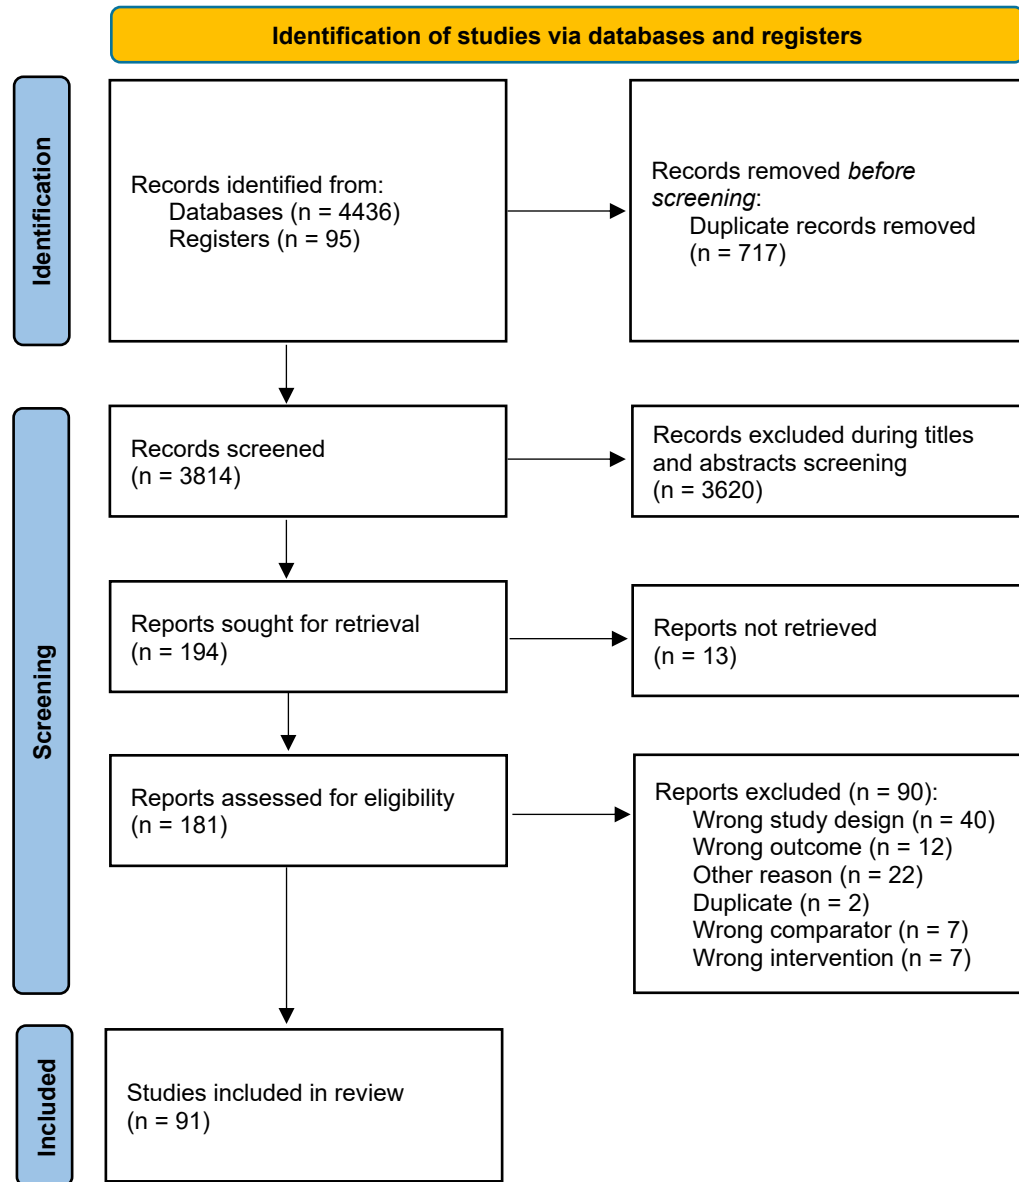 Identification of studies via databases and registers
Identification
Records identified from:
Databases (n = 4436)
Registers (n = 95)
Records removed before
screening:
Duplicate records removed
(n = 717)
Screening
Records screened
(n = 3814)
Records excluded during titles
and abstracts screening
(n = 3620)
Reports sought for retrieval
(n = 194)
Reports not retrieved
(n = 13)
Reports assessed for eligibility
(n = 181)
Reports excluded (n = 90):
Wrong study design (n = 40)
Wrong outcome (n = 12)
Other reason (n = 22)
Duplicate (n = 2)
Wrong comparator (n = 7)
Wrong intervention (n = 7)
Included
Studies included in review
(n = 91)